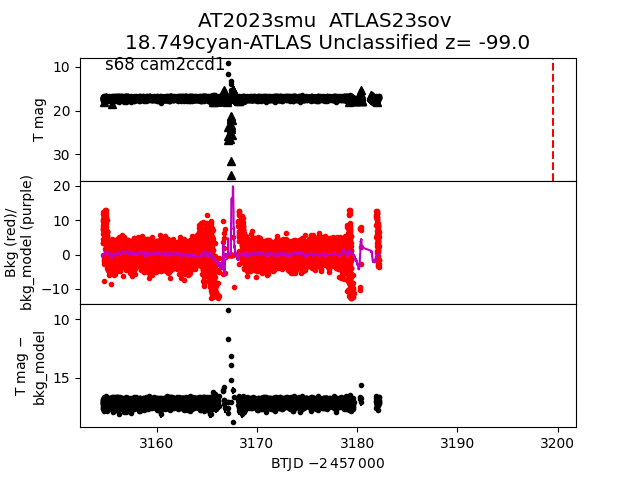 AT2023smu  ATLAS23sov
18.749cyan-ATLAS Unclassified z= -99.0
s68 cam2ccd1
10
20
30
T mag
20
10
0
−10
Bkg (red)/
bkg_model (purple)
10
15
T mag −
bkg_model
3160
3170
3180
3190
3200
BTJD −2 457 000